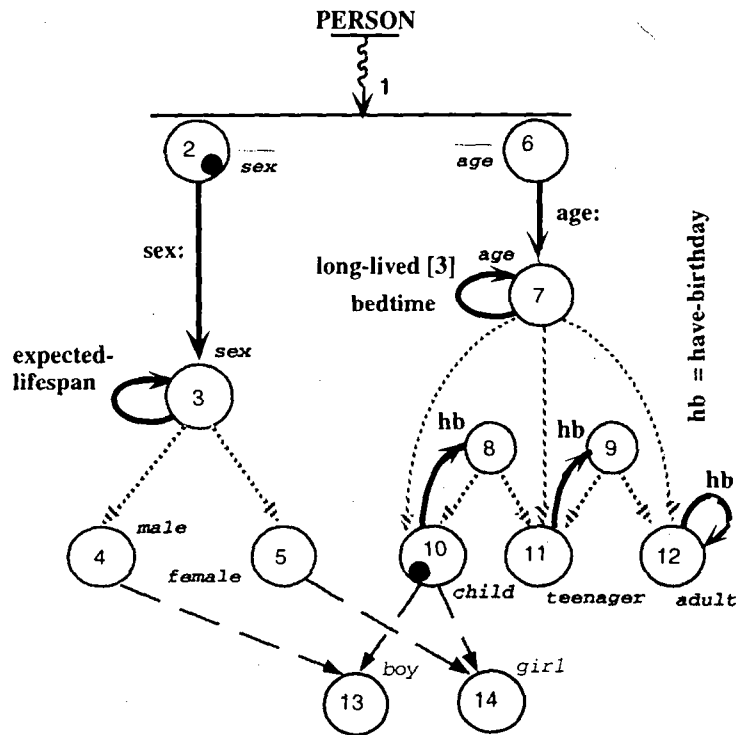 PERSON
1
2
sex
6
age
sex:
age:
long-lived [3]
bedtime
age
7
hb = have-birthday
expected-
lifespan
sex
3
hb
8
hb
9
hb
male
4
female
5
10
child
11
teenager
12
adult
boy
13
girl
14